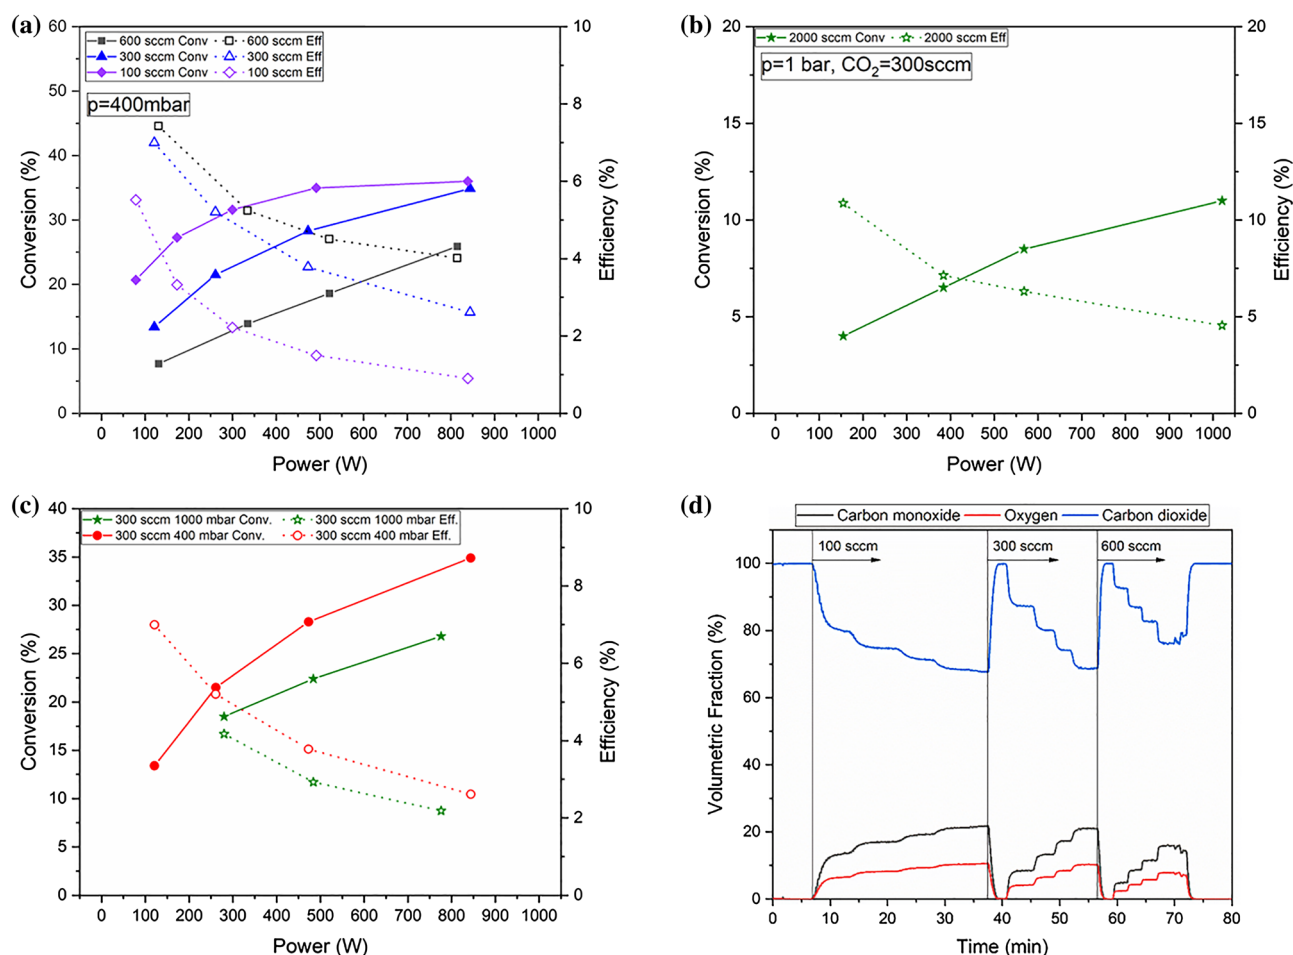 (a)
600 sccm Conv 600 sccm Eff
300 sccm Conv 300 sccm Eff
100 sccm Conv 100 sccm Eff
p=400mbar
Conversion (%)
60
50
40
30
20
10
0
Efficiency (%)
10
8
6
4
2
0
0 100 200 300 400 500 600 700 800 900 1000
Power (W)
(b)
2000 sccm Conv 2000 sccm Eff
p=1 bar, CO₂=300sccm
Conversion (%)
20
15
10
5
0
Efficiency (%)
20
15
10
5
0
0 100 200 300 400 500 600 700 800 900 1000
Power (W)
(c)
300 sccm 1000 mbar Conv. 300 sccm 1000 mbar Eff.
300 sccm 400 mbar Conv. 300 sccm 400 mbar Eff.
Conversion (%)
40
35
30
25
20
15
10
5
0
Efficiency (%)
10
8
6
4
2
0
0 100 200 300 400 500 600 700 800 900 1000
Power (W)
(d)
Carbon monoxide Oxygen Carbon dioxide
100 sccm 300 sccm 600 sccm
Volumetric Fraction (%)
100
80
60
40
20
0
0 10 20 30 40 50 60 70 80
Time (min)